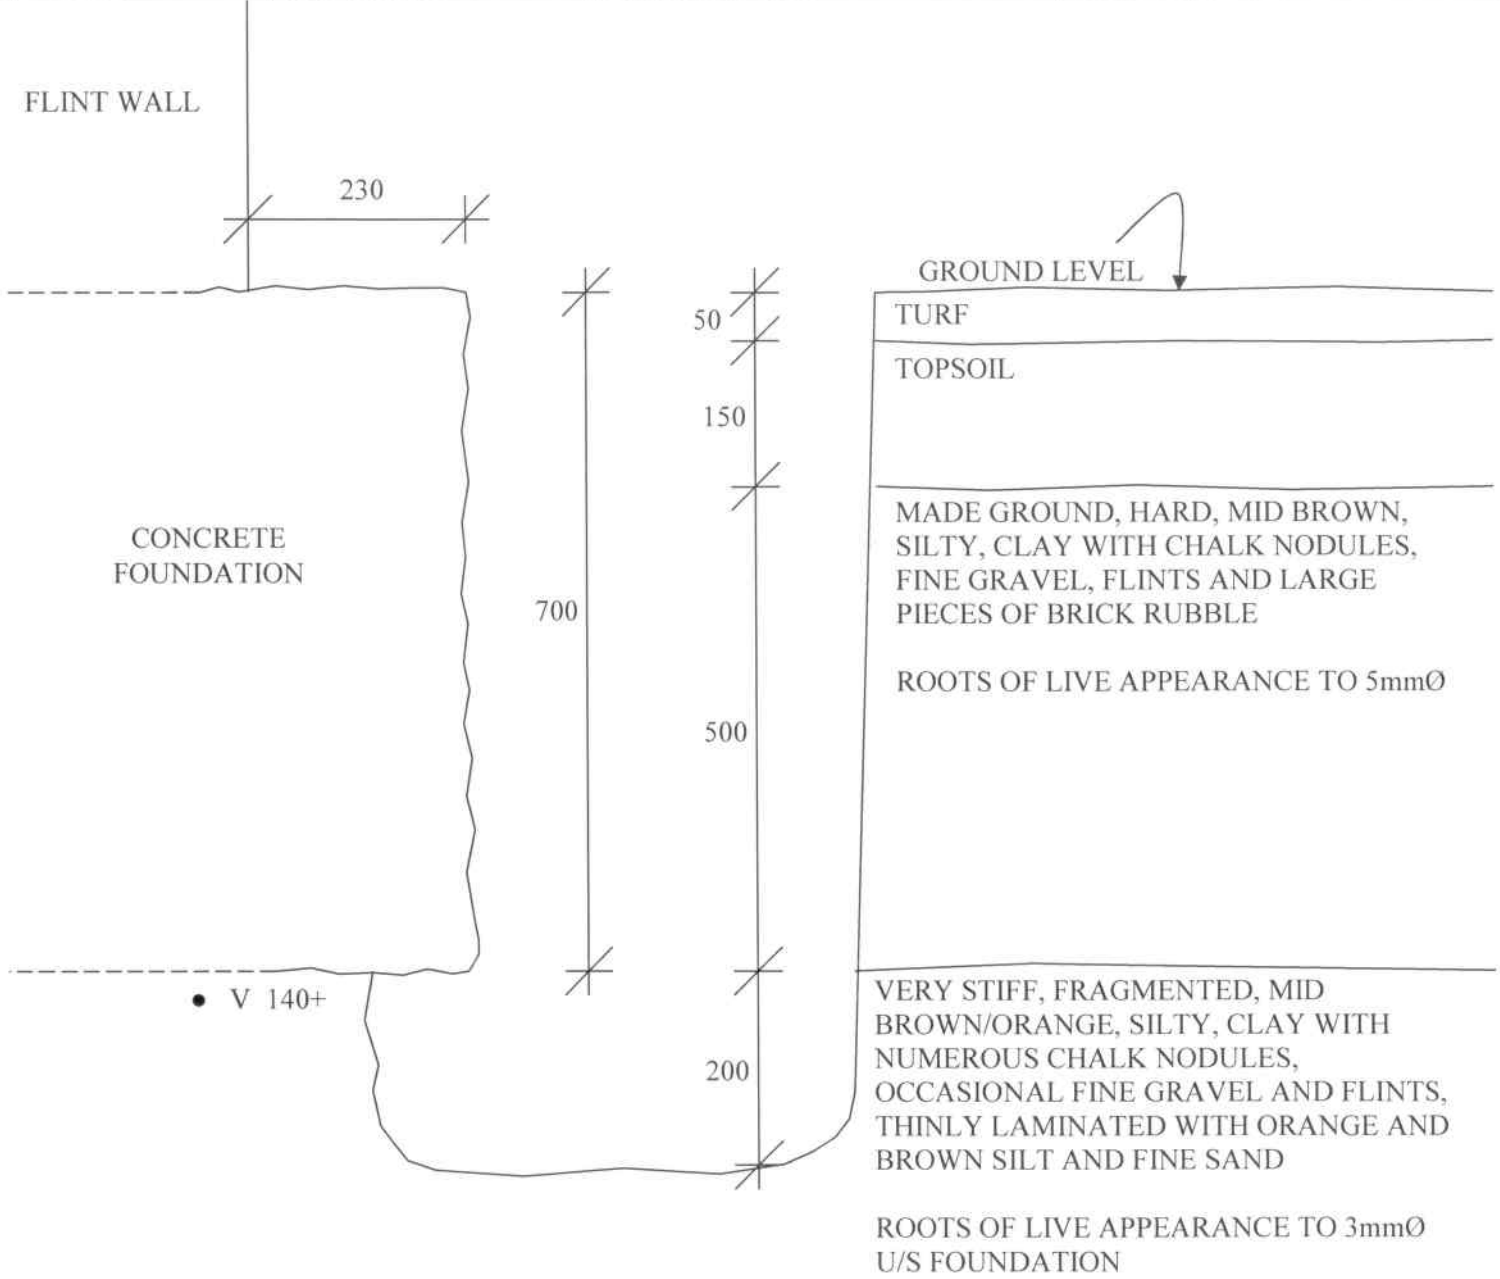 FLINT WALL
230
GROUND LEVEL
50
TURF
TOPSOIL
150
MADE GROUND, HARD, MID BROWN,
SILTY, CLAY WITH CHALK NODULES,
FINE GRAVEL, FLINTS AND LARGE
PIECES OF BRICK RUBBLE
CONCRETE
FOUNDATION
700
ROOTS OF LIVE APPEARANCE TO 5mmØ
500
V 140+
VERY STIFF, FRAGMENTED, MID
BROWN/ORANGE, SILTY, CLAY WITH
NUMEROUS CHALK NODULES,
OCCASIONAL FINE GRAVEL AND FLINTS,
THINLY LAMINATED WITH ORANGE AND
BROWN SILT AND FINE SAND
200
ROOTS OF LIVE APPEARANCE TO 3mmØ
U/S FOUNDATION